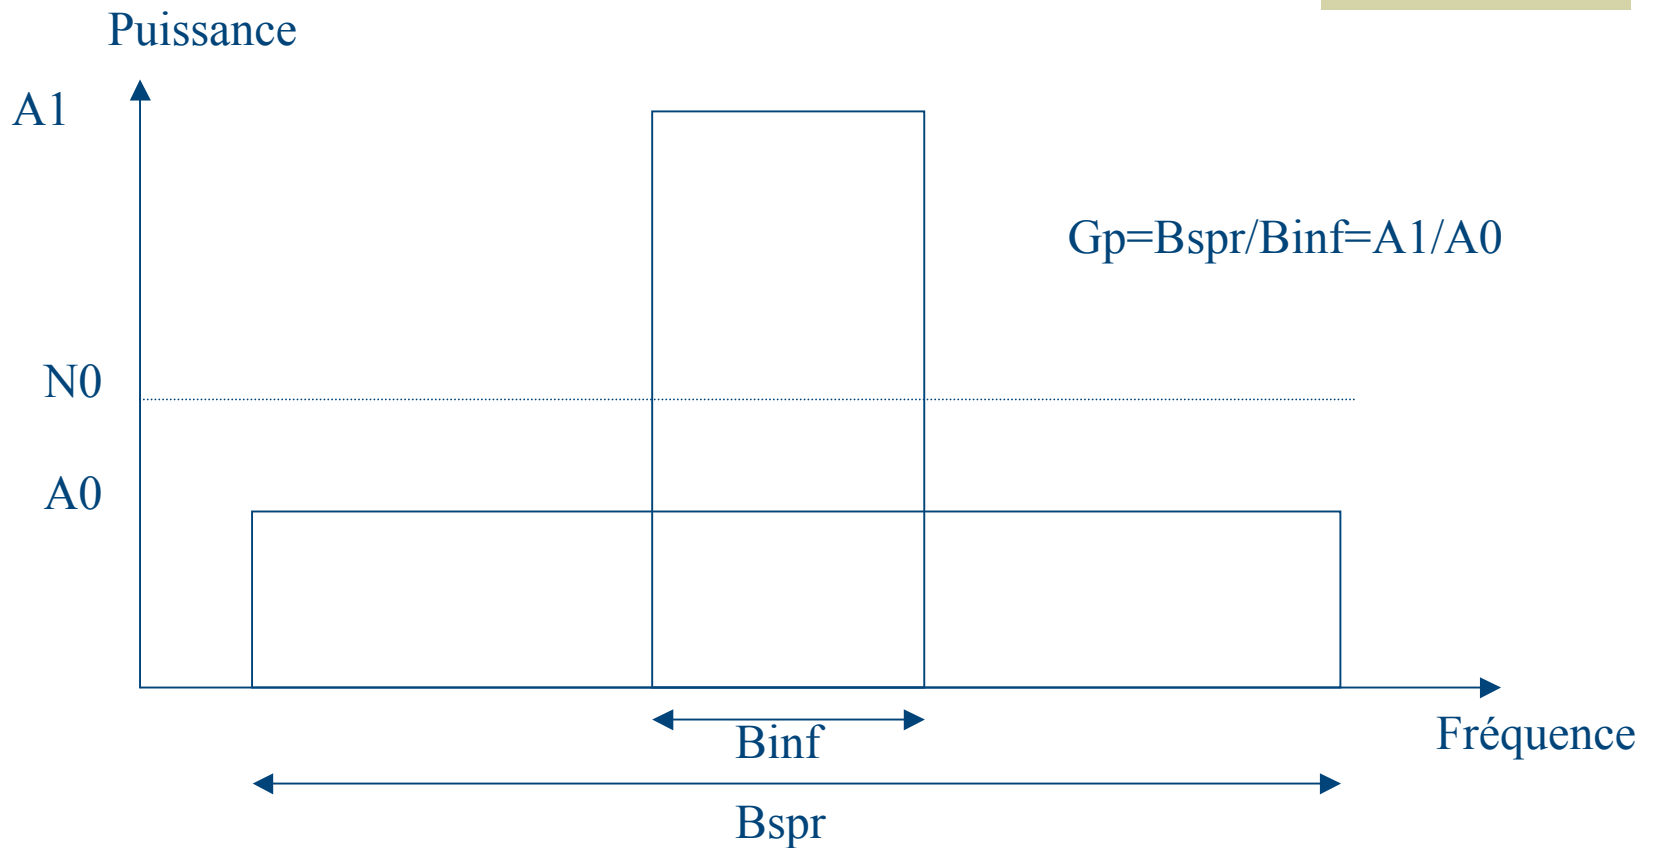 Puissance
A1
Gp=Bspr/Binf=A1/A0
N0
A0
Binf
Fréquence
Bspr